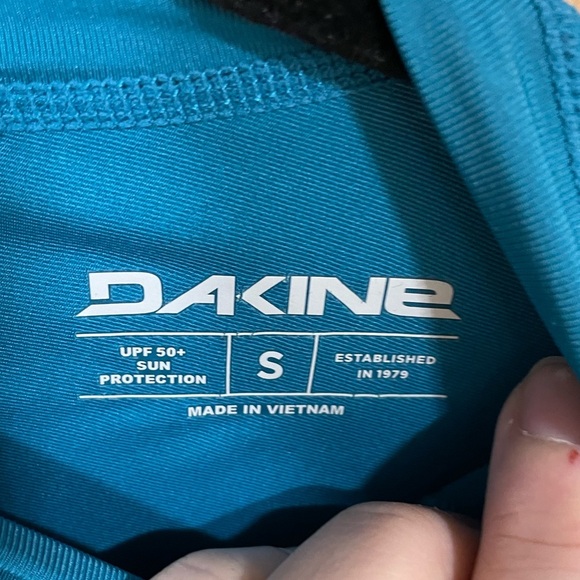 DAKINE
UPF 50+
SUN
PROTECTION
S
ESTABLISHED
IN 1979
MADE IN VIETNAM